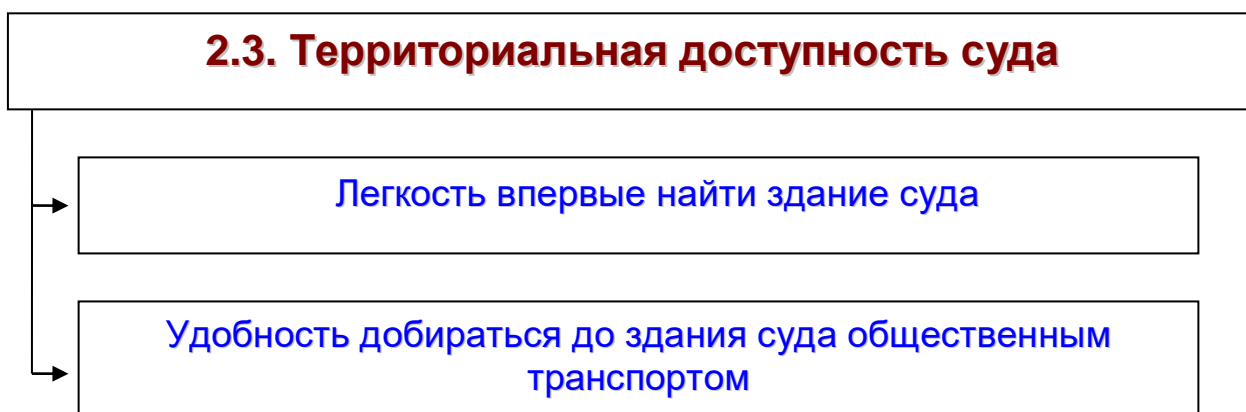 2.3. Территориальная доступность суда
Легкость впервые найти здание суда
Удобность добираться до здания суда общественным
транспортом